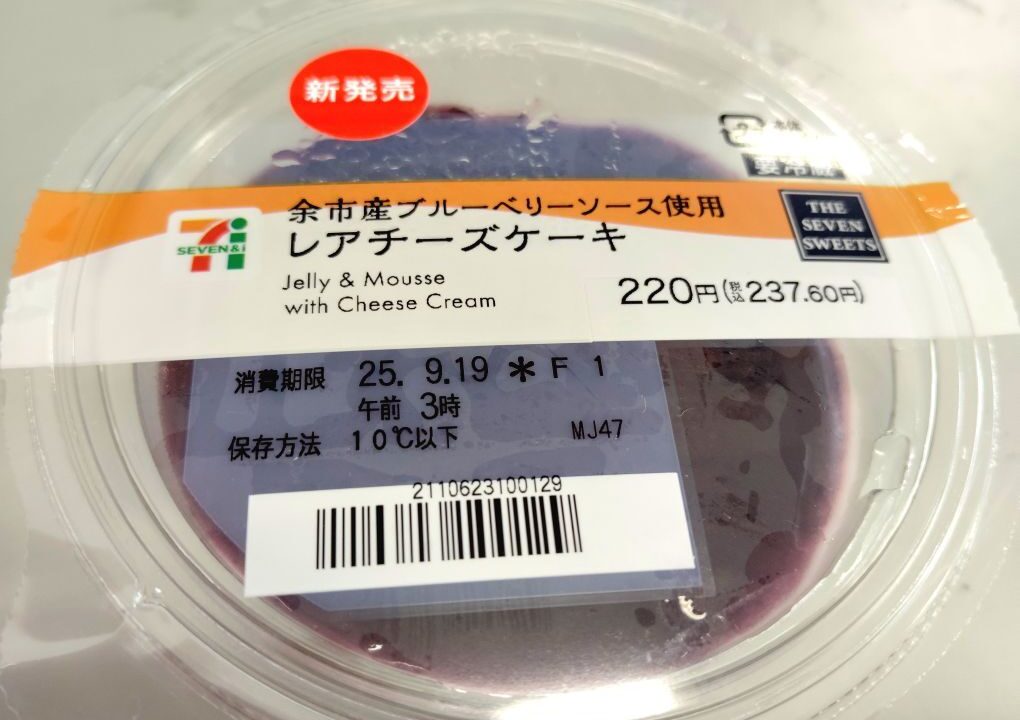 新発売
要冷蔵
余市産ブルーベリーソース使用
レアチーズケーキ
SEVEN&i
THE
SEVEN
SWEETS
Jelly & Mousse
with Cheese Cream
220円(税込237.60円)
消費期限 25. 9.19 * F 1
午前 3時
保存方法 10℃以下 MJ47
2110623100129